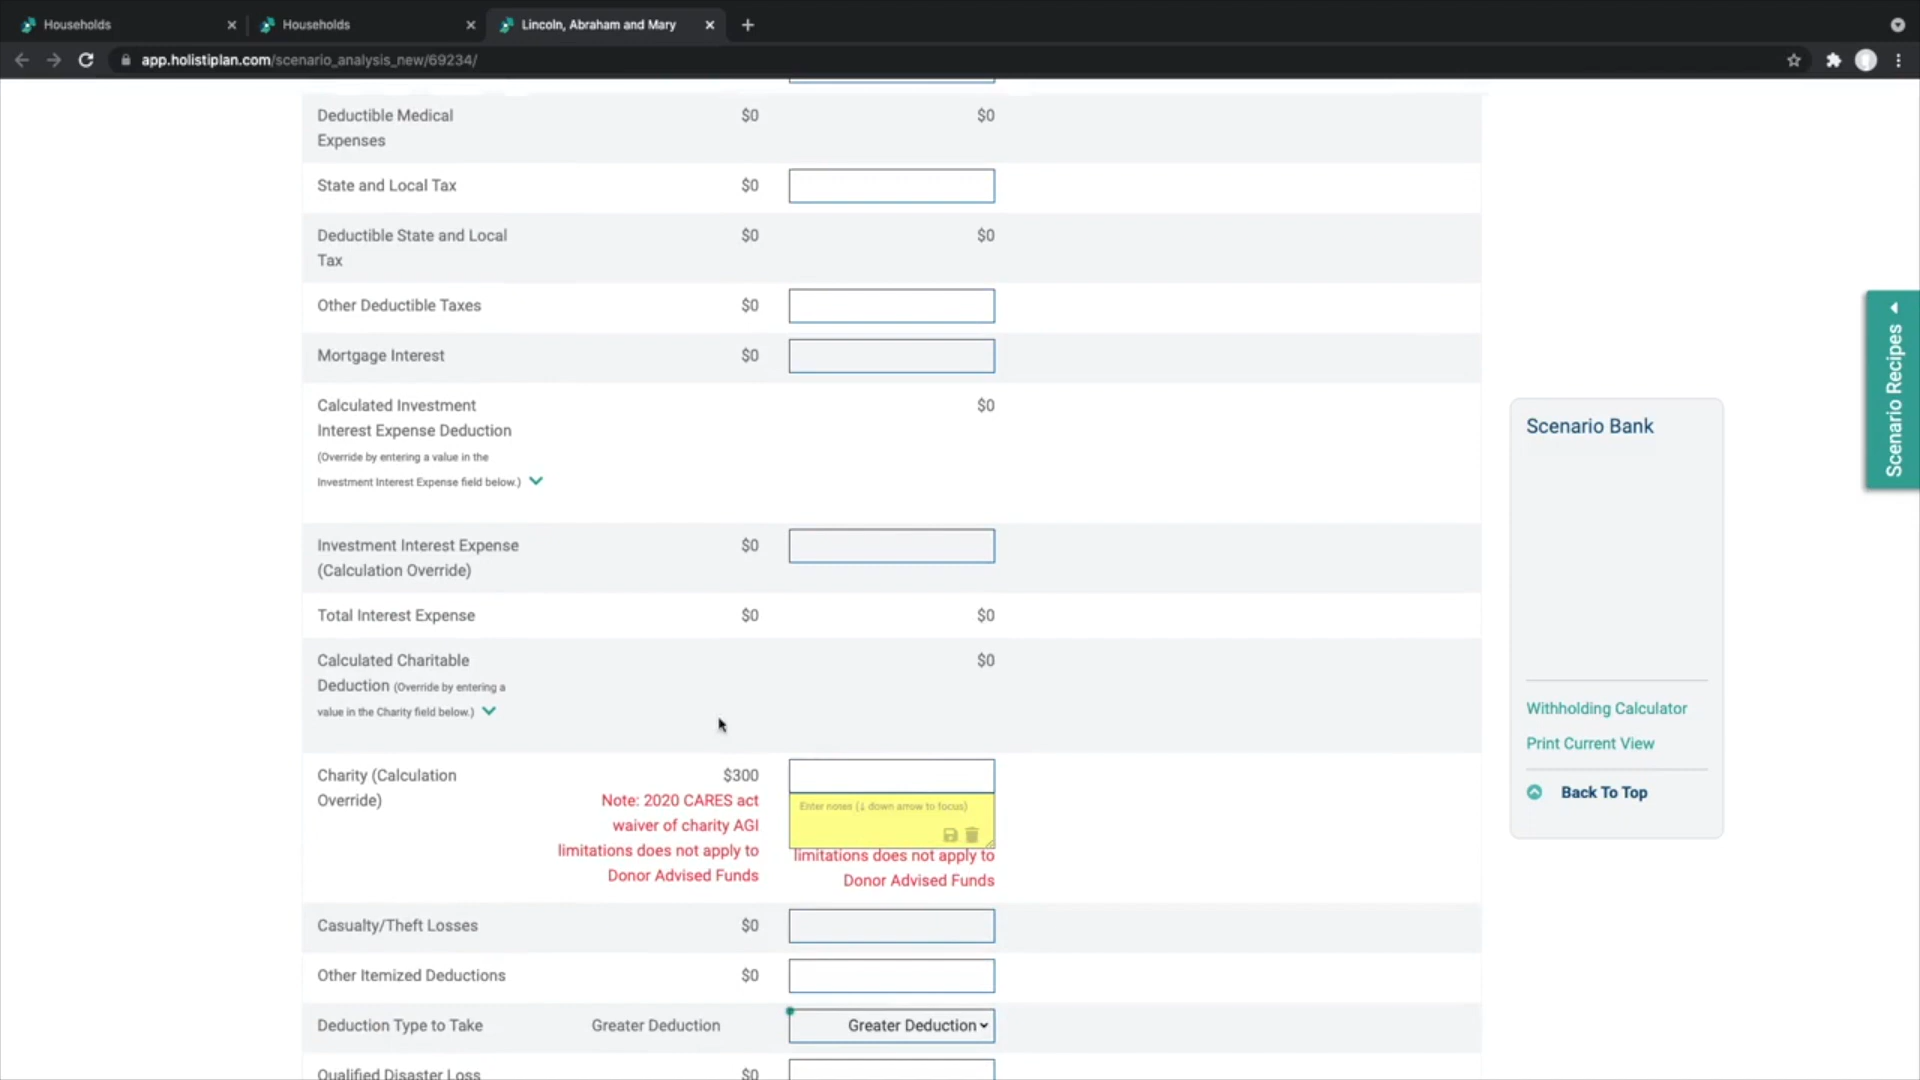 Households
Households
Lincoln, Abraham and Mary
app.holistiplan.com/scenario_analysis_new/69234/
Deductible Medical
Expenses
$0
$0
State and Local Tax
$0
Deductible State and Local
Tax
$0
$0
Other Deductible Taxes
$0
Mortgage Interest
$0
Calculated Investment
Interest Expense Deduction
(Override by entering a value in the
Investment Interest Expense field below.)
$0
Investment Interest Expense
(Calculation Override)
$0
Total Interest Expense
$0
$0
Calculated Charitable
Deduction (Override by entering a
value in the Charity field below.)
$0
Charity (Calculation
Override)
$300
Note: 2020 CARES act
waiver of charity AGI
limitations does not apply to
Donor Advised Funds
Enter notes (↓ down arrow to focus)
limitations does not apply to
Donor Advised Funds
Casualty/Theft Losses
$0
Other Itemized Deductions
$0
Deduction Type to Take
Greater Deduction
Greater Deduction
Qualified Disaster Loss
$0
Scenario Recipes
Scenario Bank
Withholding Calculator
Print Current View
Back To Top